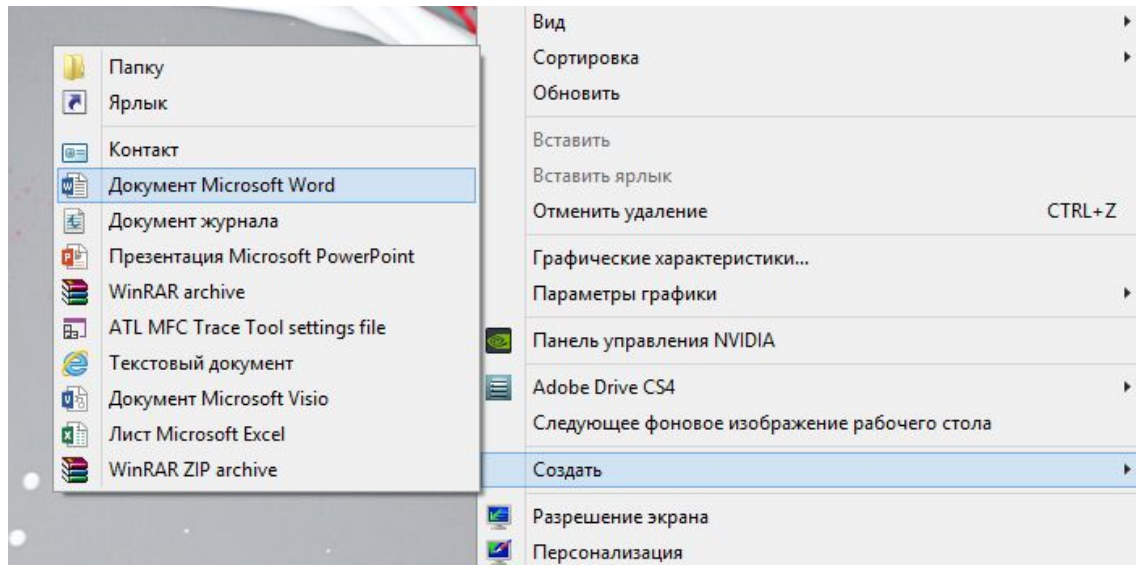 Папку
Ярлык
Контакт
Документ Microsoft Word
Документ журнала
Презентация Microsoft PowerPoint
WinRAR archive
ATL MFC Trace Tool settings file
Текстовый документ
Документ Microsoft Visio
Лист Microsoft Excel
WinRAR ZIP archive
Вид
Сортировка
Обновить
Вставить
Вставить ярлык
Отменить удаление CTRL+Z
Графические характеристики...
Параметры графики
Панель управления NVIDIA
Adobe Drive CS4
Следующее фоновое изображение рабочего стола
Создать
Разрешение экрана
Персонализация